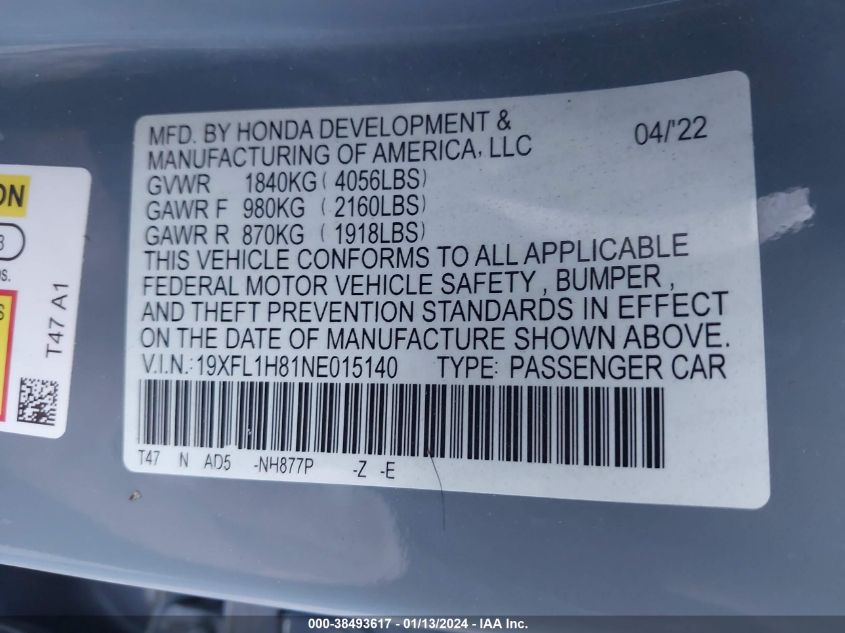 MFD. BY HONDA DEVELOPMENT & 04/'22
MANUFACTURING OF AMERICA, LLC
GVWR 1840KG ( 4056LBS)
GAWR F 980KG ( 2160LBS)
GAWR R 870KG ( 1918LBS)
THIS VEHICLE CONFORMS TO ALL APPLICABLE
FEDERAL MOTOR VEHICLE SAFETY , BUMPER ,
AND THEFT PREVENTION STANDARDS IN EFFECT
ON THE DATE OF MANUFACTURE SHOWN ABOVE.
V.I.N.:19XFL1H81NE015140 TYPE: PASSENGER CAR
T47 N AD5 -NH877P -Z -E
T47 A1
000-38493617 - 01/13/2024 - IAA Inc.